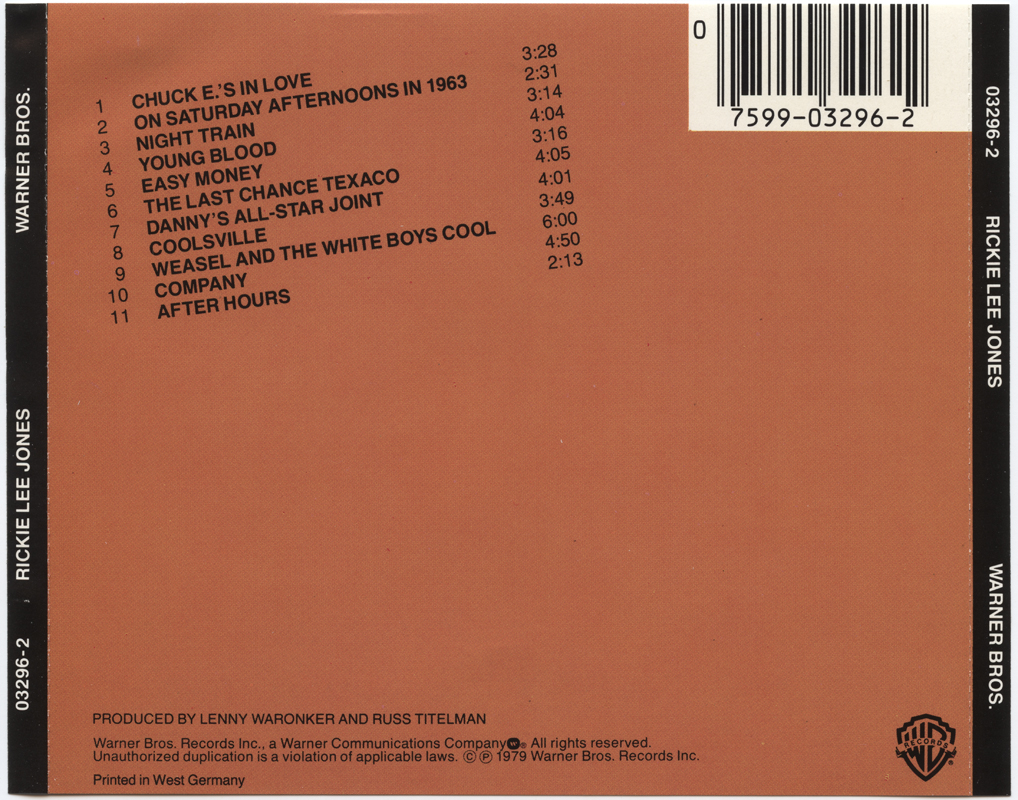 1 CHUCK E.'S IN LOVE 3:28
2 ON SATURDAY AFTERNOONS IN 1963 2:31
3 NIGHT TRAIN 3:14
4 YOUNG BLOOD 4:04
5 EASY MONEY 3:16
6 THE LAST CHANCE TEXACO 4:05
7 DANNY'S ALL-STAR JOINT 4:01
8 COOLSVILLE 3:49
9 WEASEL AND THE WHITE BOYS COOL 6:00
10 COMPANY 4:50
11 AFTER HOURS 2:13
0
7599-03296-2
WARNER BROS.
RICKIE LEE JONES
03296-2
03296-2
RICKIE LEE JONES
WARNER BROS.
PRODUCED BY LENNY WARONKER AND RUSS TITELMAN
Warner Bros. Records Inc., a Warner Communications Company ® All rights reserved.
Unauthorized duplication is a violation of applicable laws. © ℗ 1979 Warner Bros. Records Inc.
Printed in West Germany
WB
RECORDS
®